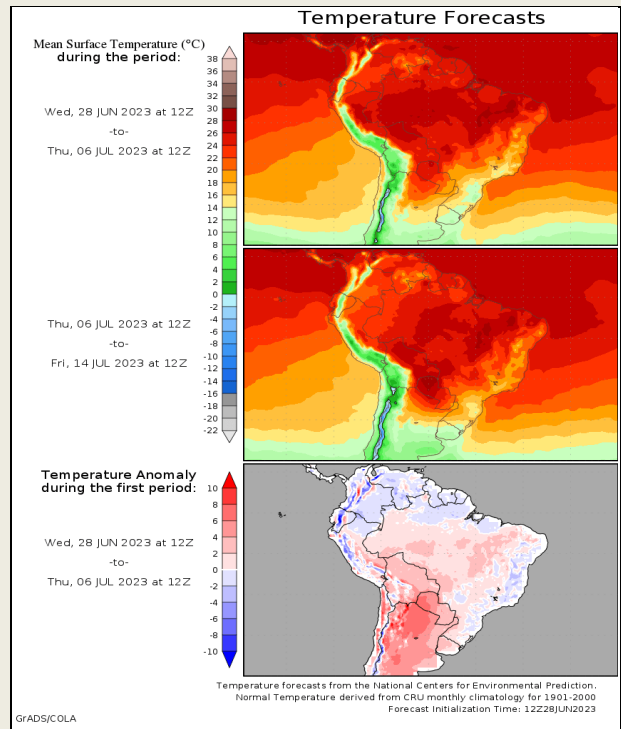 Temperature Forecasts
Mean Surface Temperature (°C)
during the period:
Wed, 28 JUN 2023 at 12Z
-to-
Thu, 06 JUL 2023 at 12Z
38
36
34
32
30
28
26
24
22
20
18
16
14
12
10
8
6
4
2
0
-2
-4
-6
-8
-10
-12
-14
-16
-18
-20
-22
Thu, 06 JUL 2023 at 12Z
-to-
Fri, 14 JUL 2023 at 12Z
Temperature Anomaly
during the first period:
Wed, 28 JUN 2023 at 12Z
-to-
Thu, 06 JUL 2023 at 12Z
10
8
6
4
2
0
-2
-4
-6
-8
-10
Temperature forecasts from the National Centers for Environmental Prediction.
Normal Temperature derived from CRU monthly climatology for 1901-2000
Forecast Initialization Time: 12Z28JUN2023
GrADS/COLA